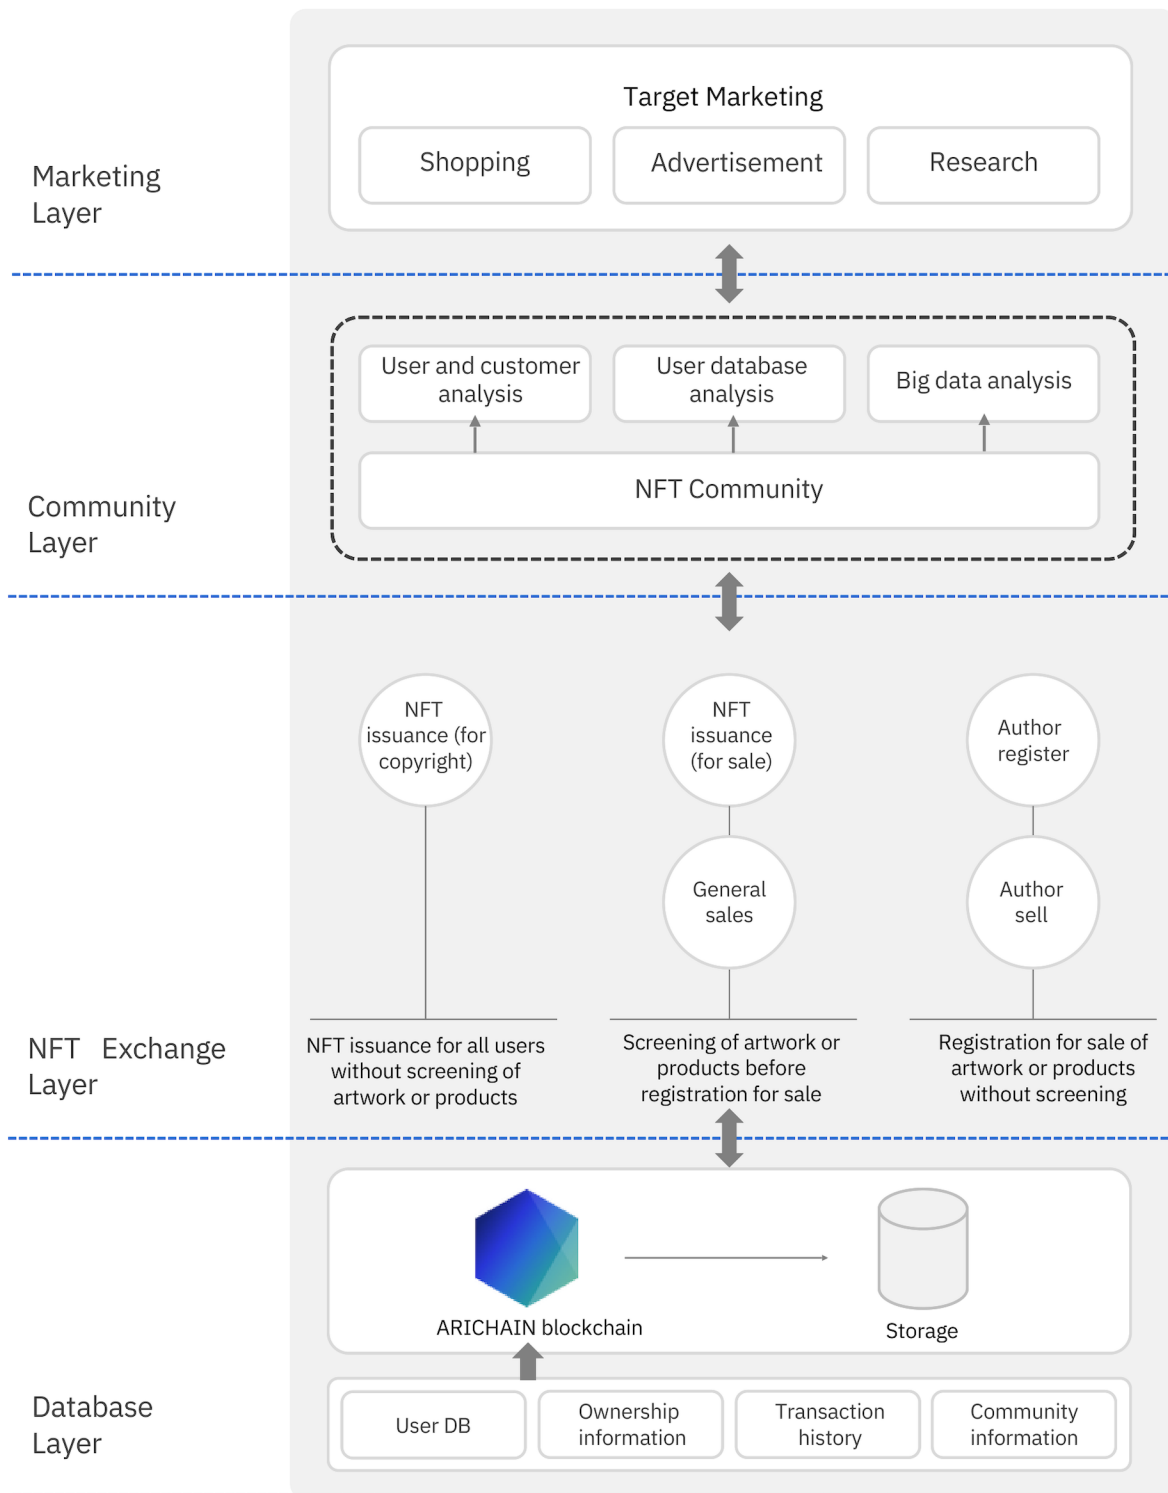 Target Marketing
Shopping
Advertisement
Research
Marketing
Layer
User and customer
analysis
User database
analysis
Big data analysis
NFT Community
Community
Layer
NFT
issuance (for
copyright)
NFT
issuance
(for sale)
Author
register
General
sales
Author
sell
NFT Exchange
Layer
NFT issuance for all users
without screening of
artwork or products
Screening of artwork or
products before
registration for sale
Registration for sale of
artwork or products
without screening
ARICHAIN blockchain
Storage
Database
Layer
User DB
Ownership
information
Transaction
history
Community
information